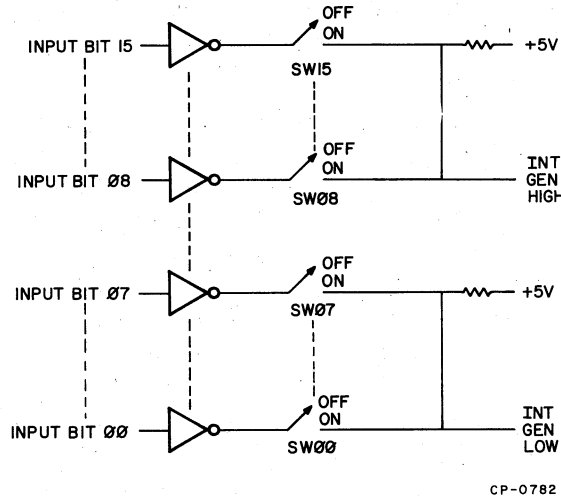 OFF
INPUT BIT 15
ON
+5V
SW15
OFF
INPUT BIT Ø8
ON
INT
GEN
HIGH
SWØ8
OFF
INPUT BIT Ø7
ON
+5V
SWØ7
OFF
INPUT BIT ØØ
ON
INT
GEN
LOW
SWØØ
CP-0782